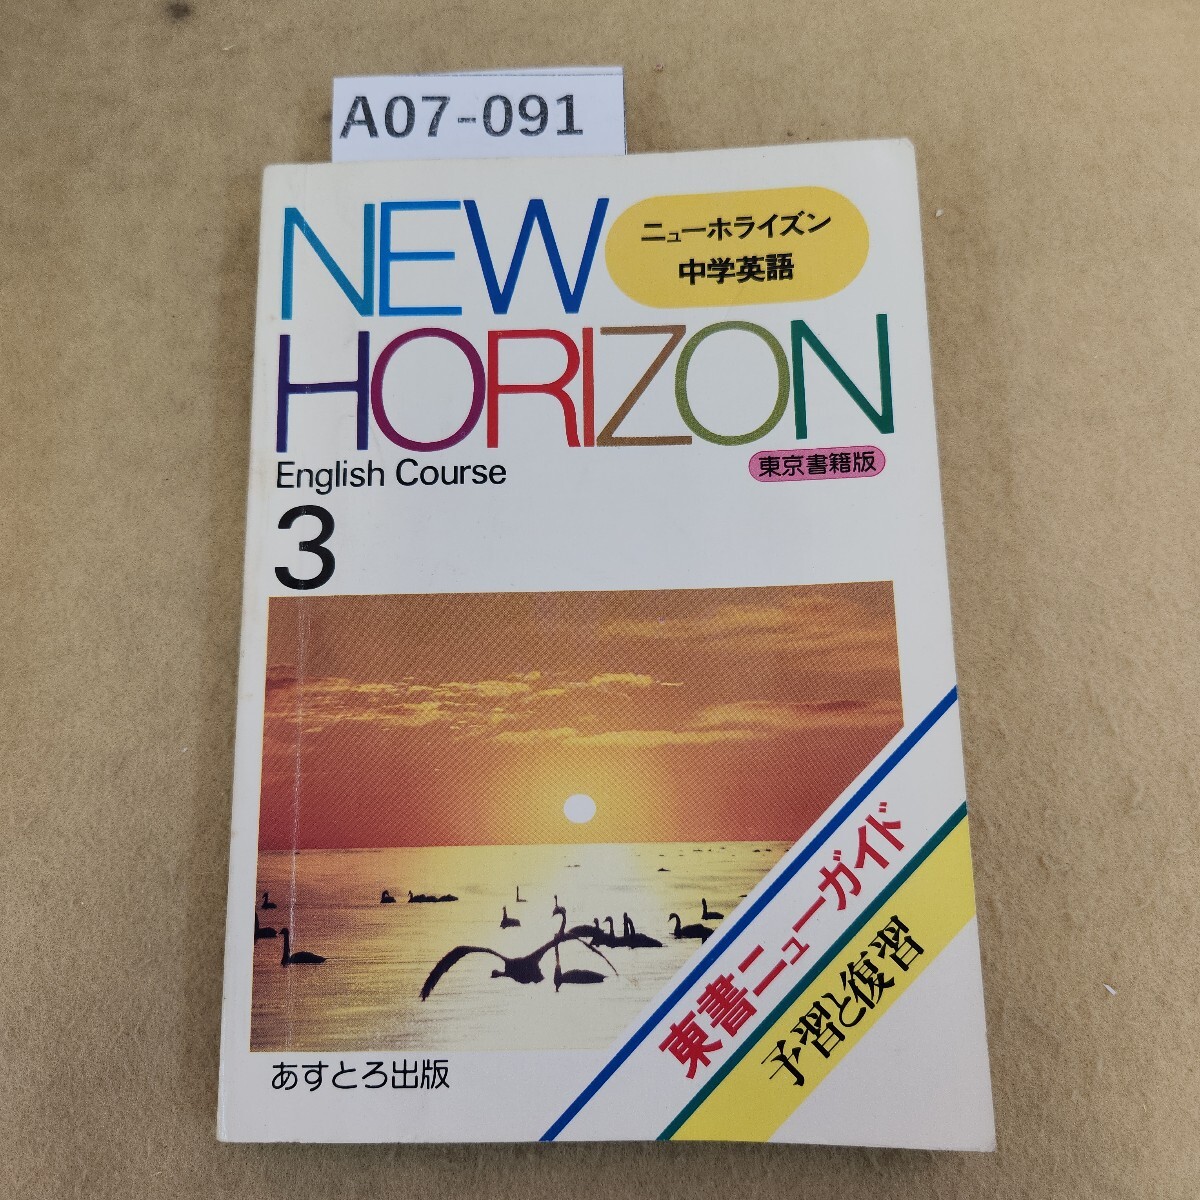 A07-091
NEW
ニューホライズン
中学英語
HORIZON
English Course
東京書籍版
3
東書ニューガイド
予習と復習
あすとろ出版